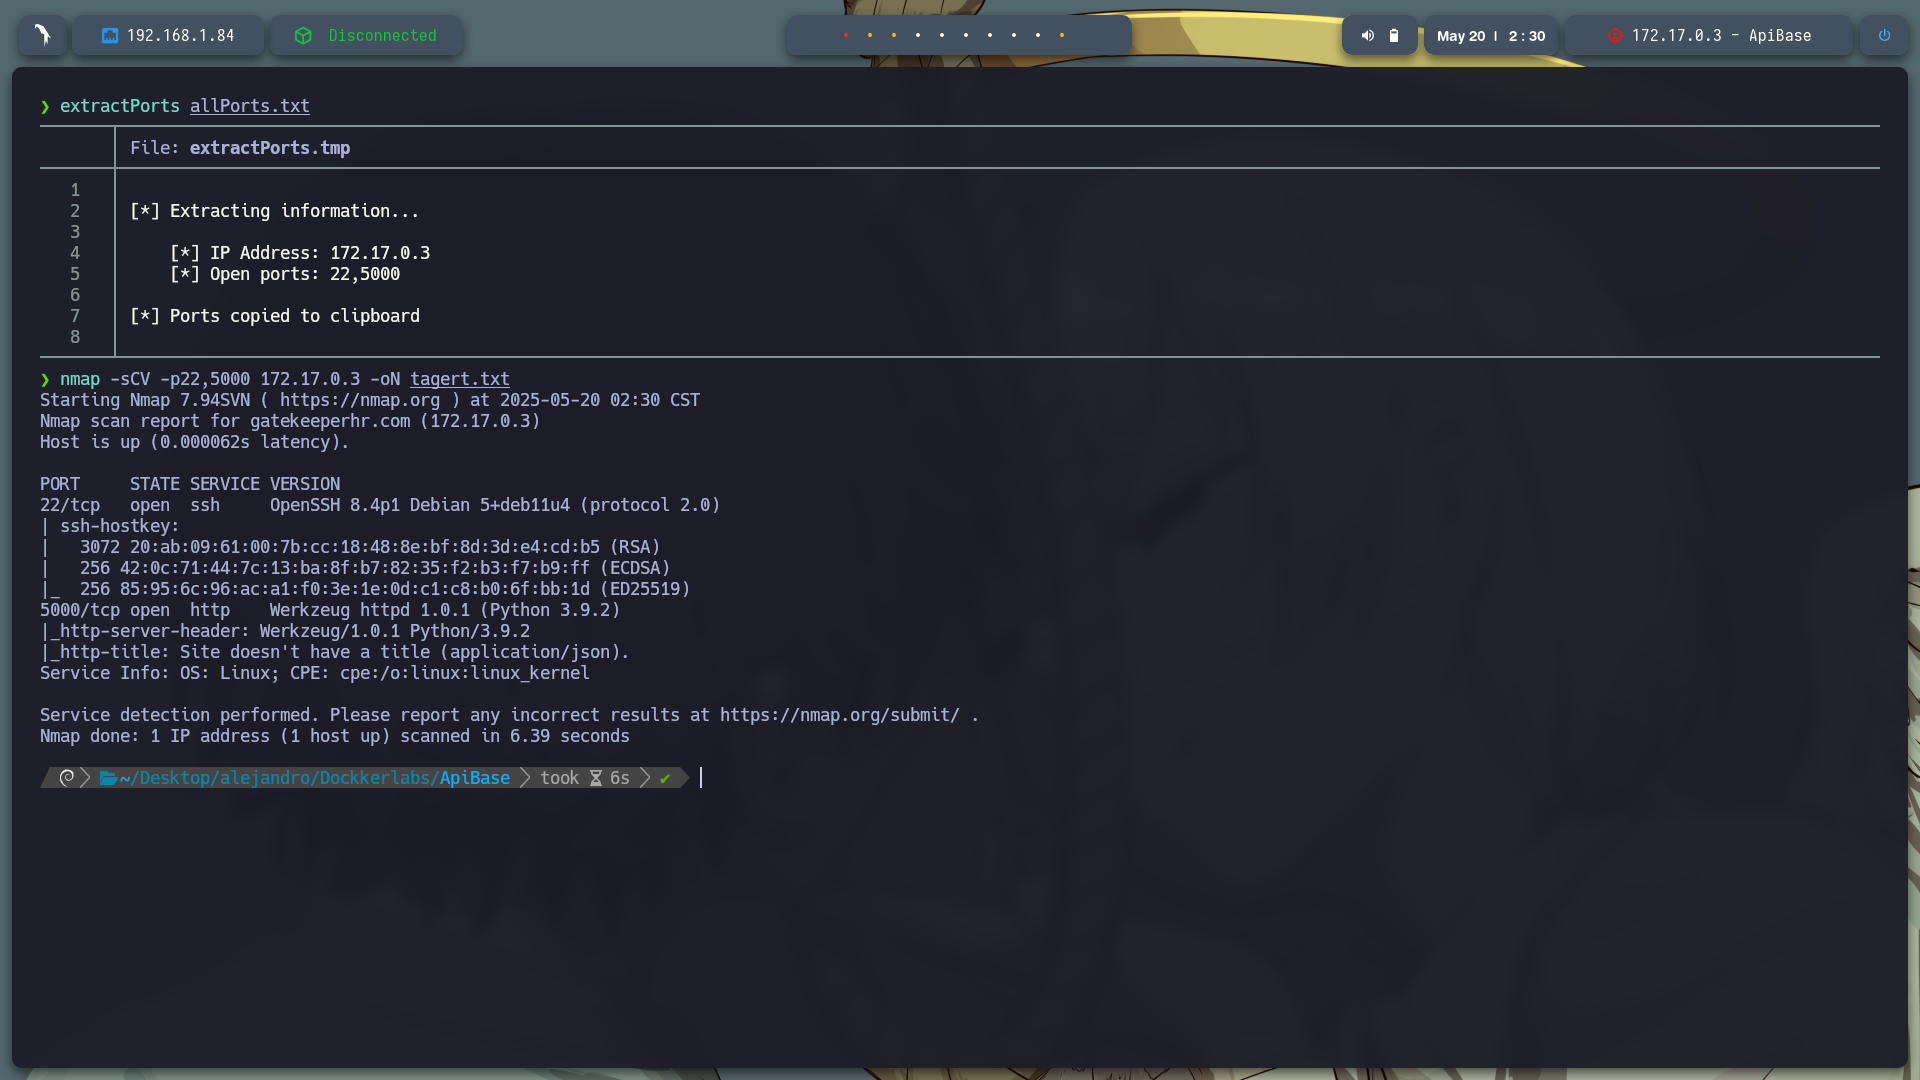 192.168.1.84
Disconnected
May 20 | 2:30
172.17.0.3 - ApiBase
❯ extractPorts allPorts.txt
File: extractPorts.tmp
1
2 [*] Extracting information...
3
4 [*] IP Address: 172.17.0.3
5 [*] Open ports: 22,5000
6
7 [*] Ports copied to clipboard
8
❯ nmap -sCV -p22,5000 172.17.0.3 -oN tagert.txt
Starting Nmap 7.94SVN ( https://nmap.org ) at 2025-05-20 02:30 CST
Nmap scan report for gatekeeperhr.com (172.17.0.3)
Host is up (0.000062s latency).
PORT     STATE SERVICE VERSION
22/tcp   open  ssh     OpenSSH 8.4p1 Debian 5+deb11u4 (protocol 2.0)
| ssh-hostkey:
|   3072 20:ab:09:61:00:7b:cc:18:48:8e:bf:8d:3d:e4:cd:b5 (RSA)
|   256 42:0c:71:44:7c:13:ba:8f:b7:82:35:f2:b3:f7:b9:ff (ECDSA)
|_  256 85:95:6c:96:ac:a1:f0:3e:1e:0d:c1:c8:b0:6f:bb:1d (ED25519)
5000/tcp open  http    Werkzeug httpd 1.0.1 (Python 3.9.2)
|_http-server-header: Werkzeug/1.0.1 Python/3.9.2
|_http-title: Site doesn't have a title (application/json).
Service Info: OS: Linux; CPE: cpe:/o:linux:linux_kernel
Service detection performed. Please report any incorrect results at https://nmap.org/submit/ .
Nmap done: 1 IP address (1 host up) scanned in 6.39 seconds
~/Desktop/alejandro/Dockkerlabs/ApiBase took 6s ✔